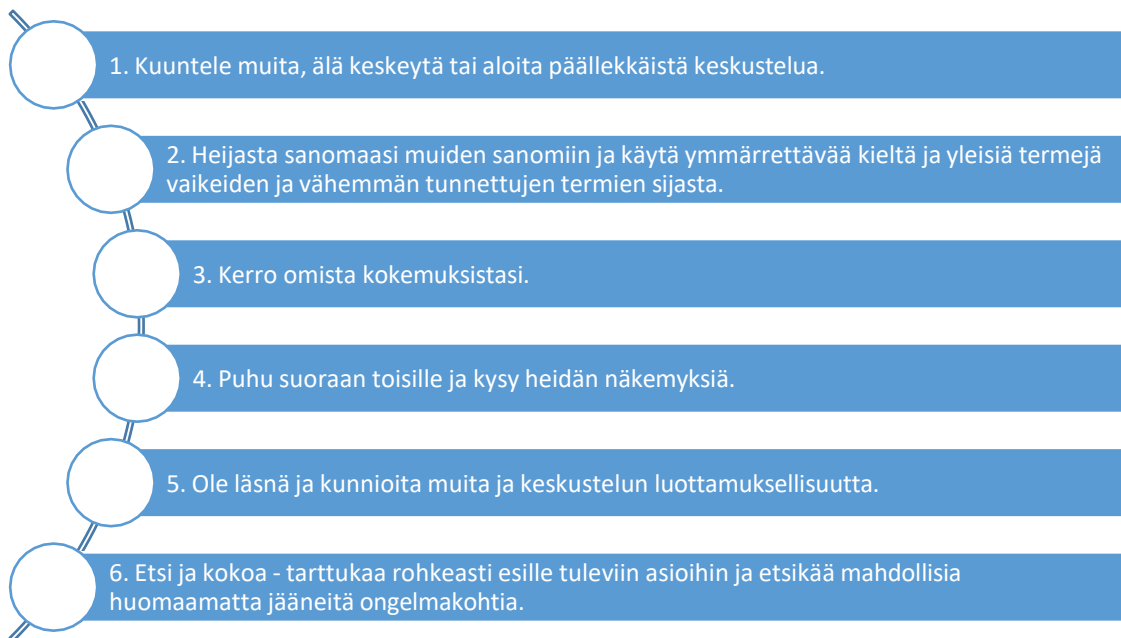 1. Kuuntele muita, älä keskeytä tai aloita päällekkäistä keskustelua.
2. Heijasta sanomaasi muiden sanomiin ja käytä ymmärrettävää kieltä ja yleisiä termejä
vaikeiden ja vähemmän tunnettujen termien sijasta.
3. Kerro omista kokemuksistasi.
4. Puhu suoraan toisille ja kysy heidän näkemyksiä.
5. Ole läsnä ja kunnioita muita ja keskustelun luottamuksellisuutta.
6. Etsi ja kokoa - tarttukaa rohkeasti esille tuleviin asioihin ja etsikää mahdollisia
huomaamatta jääneitä ongelmakohtia.